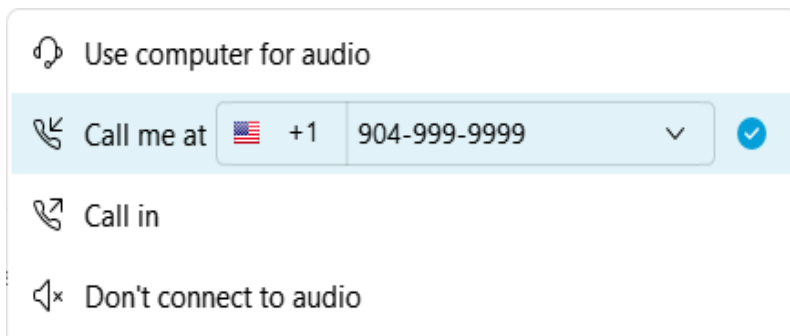 Use computer for audio
Call me at +1 904-999-9999
Call in
Don't connect to audio